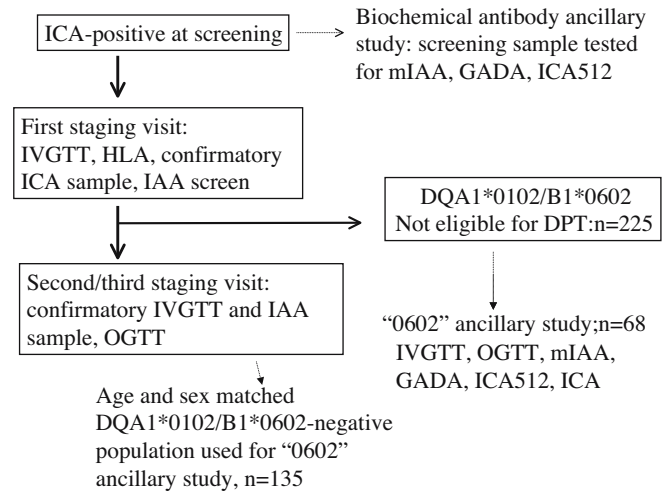 ICA-positive at screening
Biochemical antibody ancillary
study: screening sample tested
for mIAA, GADA, ICA512
First staging visit:
IVGTT, HLA, confirmatory
ICA sample, IAA screen
DQA1*0102/B1*0602
Not eligible for DPT:n=225
Second/third staging visit:
confirmatory IVGTT and IAA
sample, OGTT
“0602” ancillary study;n=68
IVGTT, OGTT, mIAA,
GADA, ICA512, ICA
Age and sex matched
DQA1*0102/B1*0602-negative
population used for “0602”
ancillary study, n=135